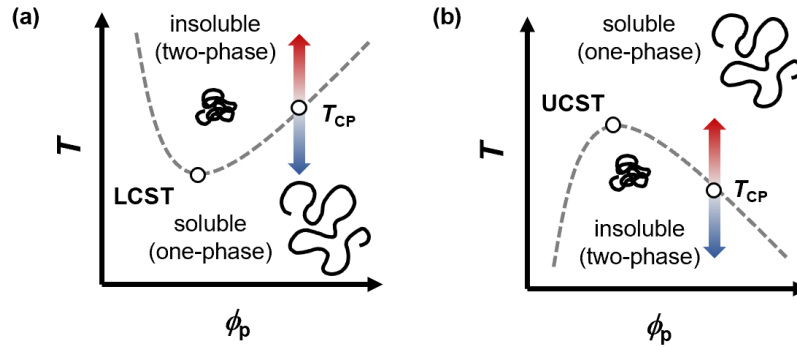 (a)
insoluble
(two-phase)
T
T_CP
LCST
soluble
(one-phase)
ϕ_p
(b)
soluble
(one-phase)
UCST
T
T_CP
insoluble
(two-phase)
ϕ_p